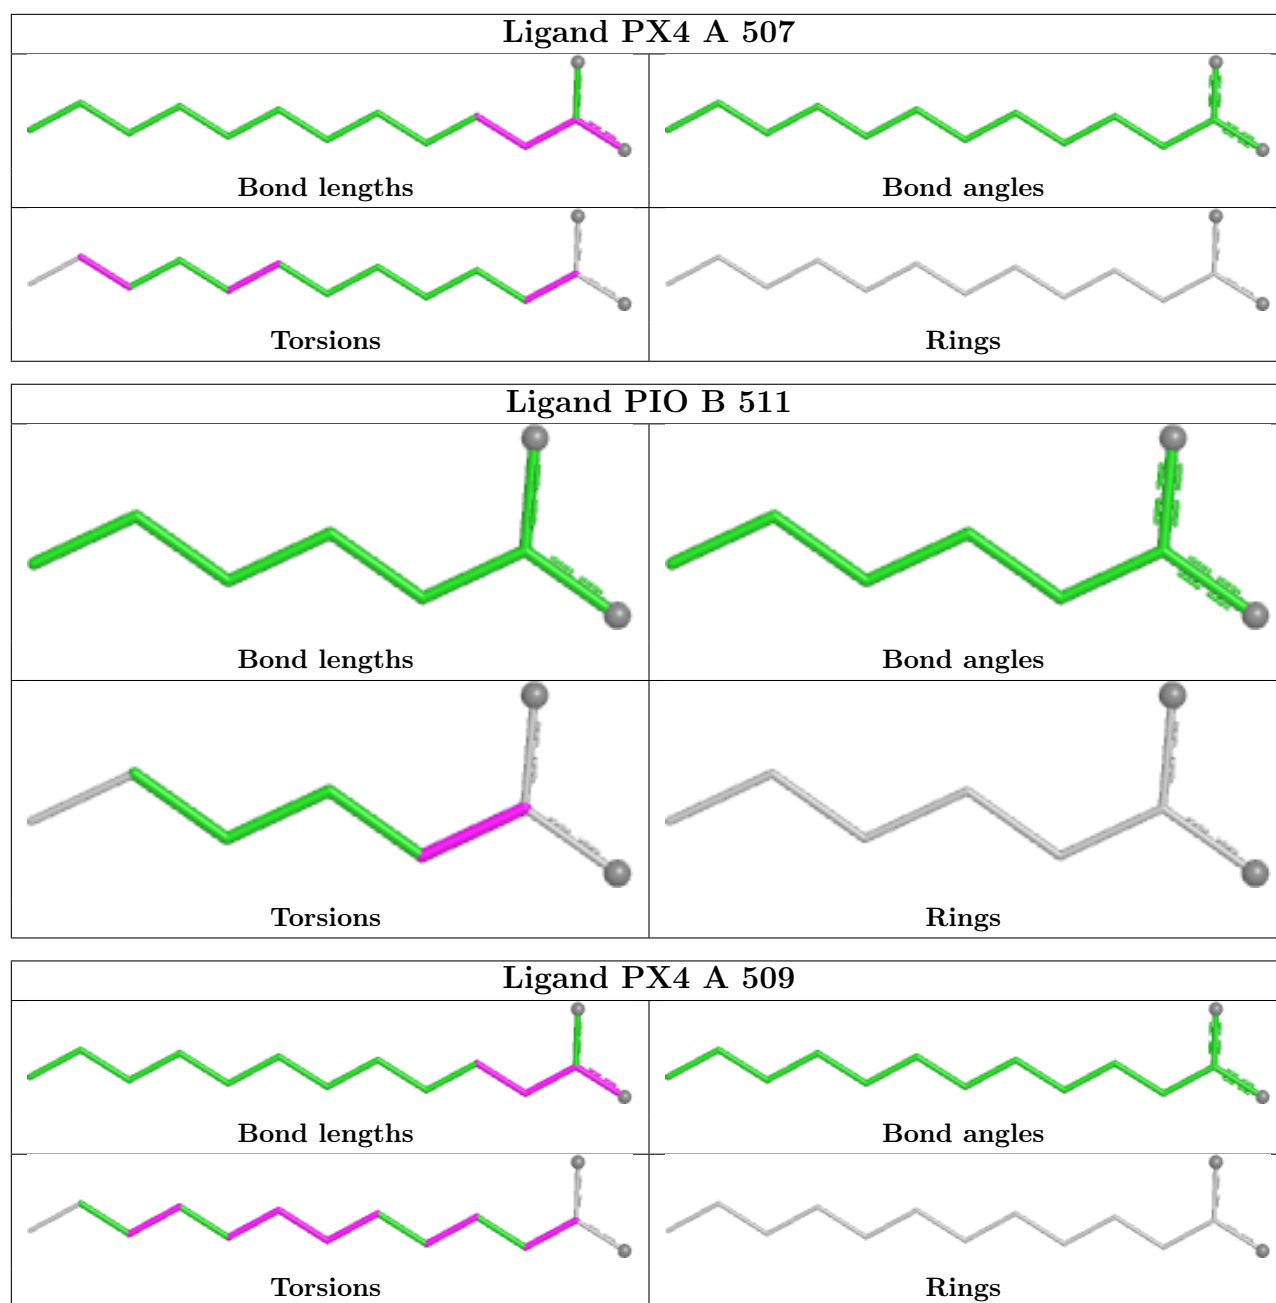 Ligand PX4 A 507
Bond lengths Bond angles
Torsions Rings
Ligand PIO B 511
Bond lengths Bond angles
Torsions Rings
Ligand PX4 A 509
Bond lengths Bond angles
Torsions Rings